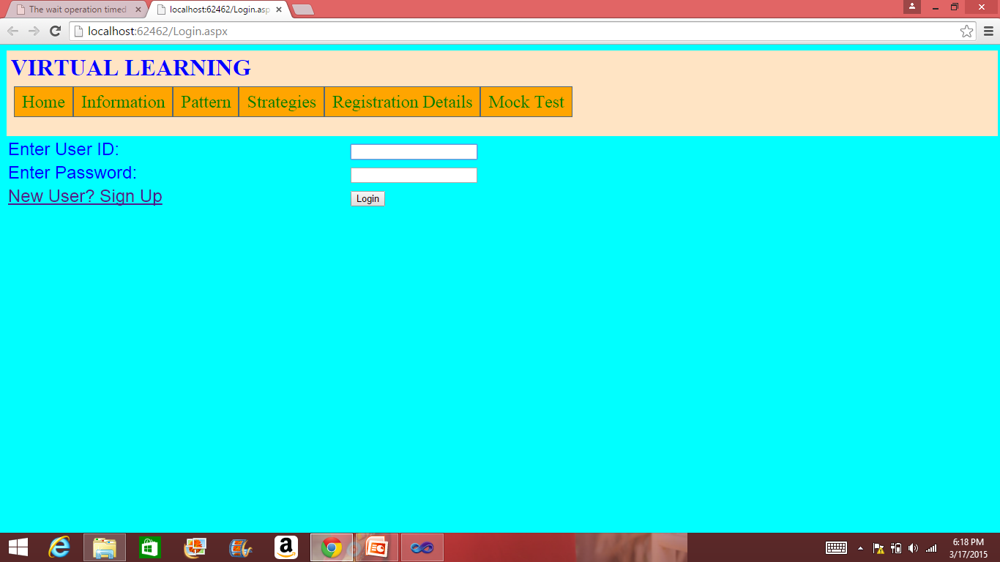 The wait operation timed
localhost:62462/Login.asp
localhost:62462/Login.aspx
VIRTUAL LEARNING
Home Information Pattern Strategies Registration Details Mock Test
Enter User ID:
Enter Password:
New User? Sign Up Login
6:18 PM
3/17/2015